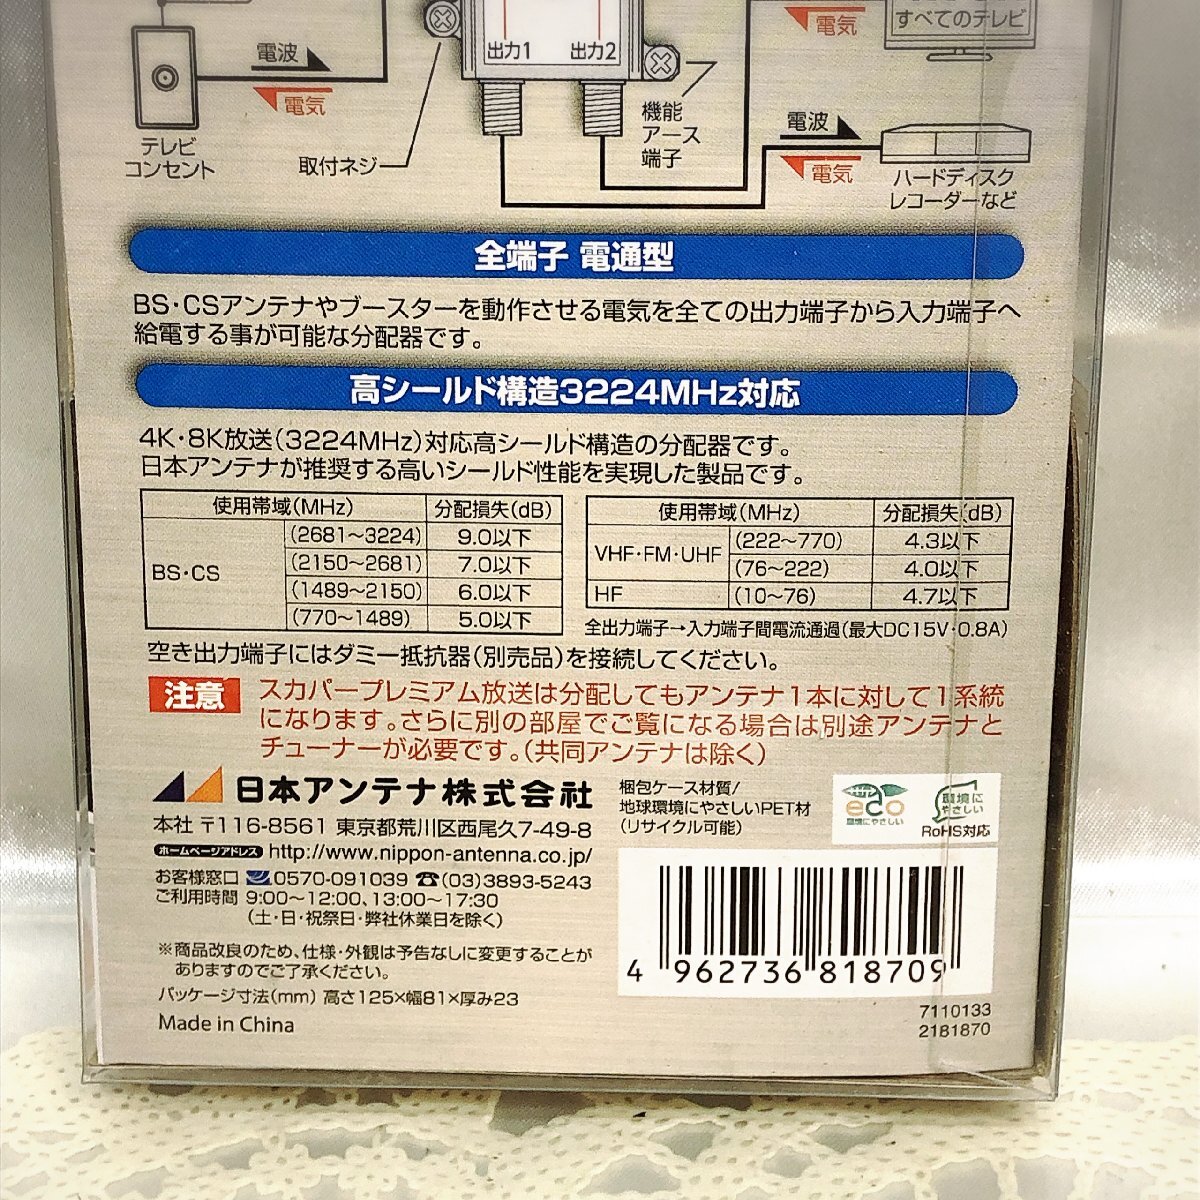 電気
すべてのテレビ
出力1
出力2
電波
電気
機能
アース
端子
電波
電気
テレビ
コンセント
取付ネジ
ハードディスク
レコーダーなど
全端子 電通型
BS・CSアンテナやブースターを動作させる電気を全ての出力端子から入力端子へ
給電する事が可能な分配器です。
高シールド構造3224MHz対応
4K・8K放送(3224MHz)対応高シールド構造の分配器です。
日本アンテナが推奨する高いシールド性能を実現した製品です。
使用帯域(MHz) 分配損失(dB)
BS・CS
(2681～3224) 9.0以下
(2150～2681) 7.0以下
(1489～2150) 6.0以下
(770～1489) 5.0以下
使用帯域(MHz) 分配損失(dB)
VHF・FM・UHF
(222～770) 4.3以下
(76～222) 4.0以下
HF (10～76) 4.7以下
全出力端子→入力端子間電流通過(最大DC15V・0.8A)
空き出力端子にはダミー抵抗器(別売品)を接続してください。
注意
スカパープレミアム放送は分配してもアンテナ1本に対して1系統
になります。さらに別の部屋でご覧になる場合は別途アンテナと
チューナーが必要です。(共同アンテナは除く)
日本アンテナ株式会社
本社 〒116-8561 東京都荒川区西尾久7-49-8
ホームページアドレス http://www.nippon-antenna.co.jp/
お客様窓口 0570-091039 ☎(03)3893-5243
ご利用時間 9:00～12:00、13:00～17:30
(土・日・祝祭日・弊社休業日を除く)
※商品改良のため、仕様・外観は予告なしに変更することが
ありますのでご了承ください。
パッケージ寸法(mm) 高さ125×幅81×厚み23
Made in China
梱包ケース材質/
地球環境にやさしいPET材
(リサイクル可能)
eco
環境にやさしい
環境に
やさしい
RoHS対応
4 962736 818709
7110133
2181870